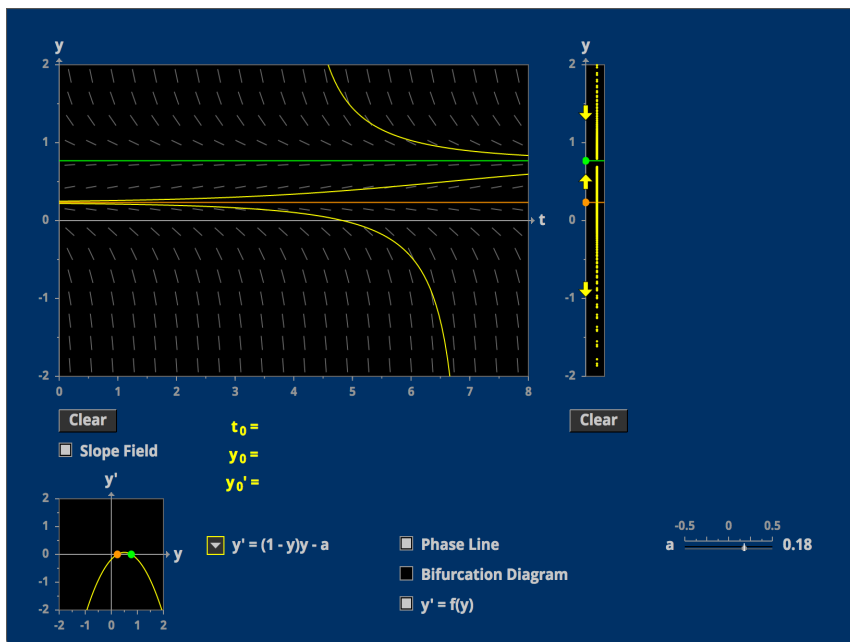 y
2
1
0
-1
-2
0 1 2 3 4 5 6 7 8
t
y
2
1
0
-1
-2
Clear
Clear
Slope Field
t0 =
y0 =
y0' =
y'
2
1
0
-1
-2
-2 -1 0 1 2
y
y' = (1 - y)y - a
Phase Line
Bifurcation Diagram
y' = f(y)
-0.5 0 0.5
a 0.18